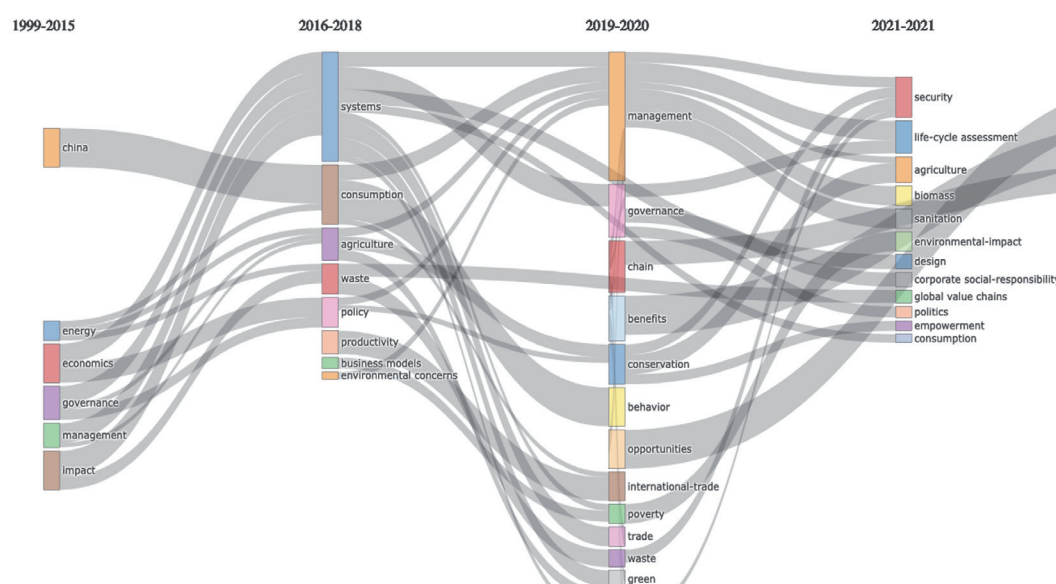 1999-2015
2016-2018
2019-2020
2021-2021
china
energy
economics
governance
management
impact
systems
consumption
agriculture
waste
policy
productivity
business models
environmental concerns
management
governance
chain
benefits
conservation
behavior
opportunities
international-trade
poverty
trade
waste
green
security
life-cycle assessment
agriculture
biomass
sanitation
environmental-impact
design
corporate social-responsibility
global value chains
politics
empowerment
consumption